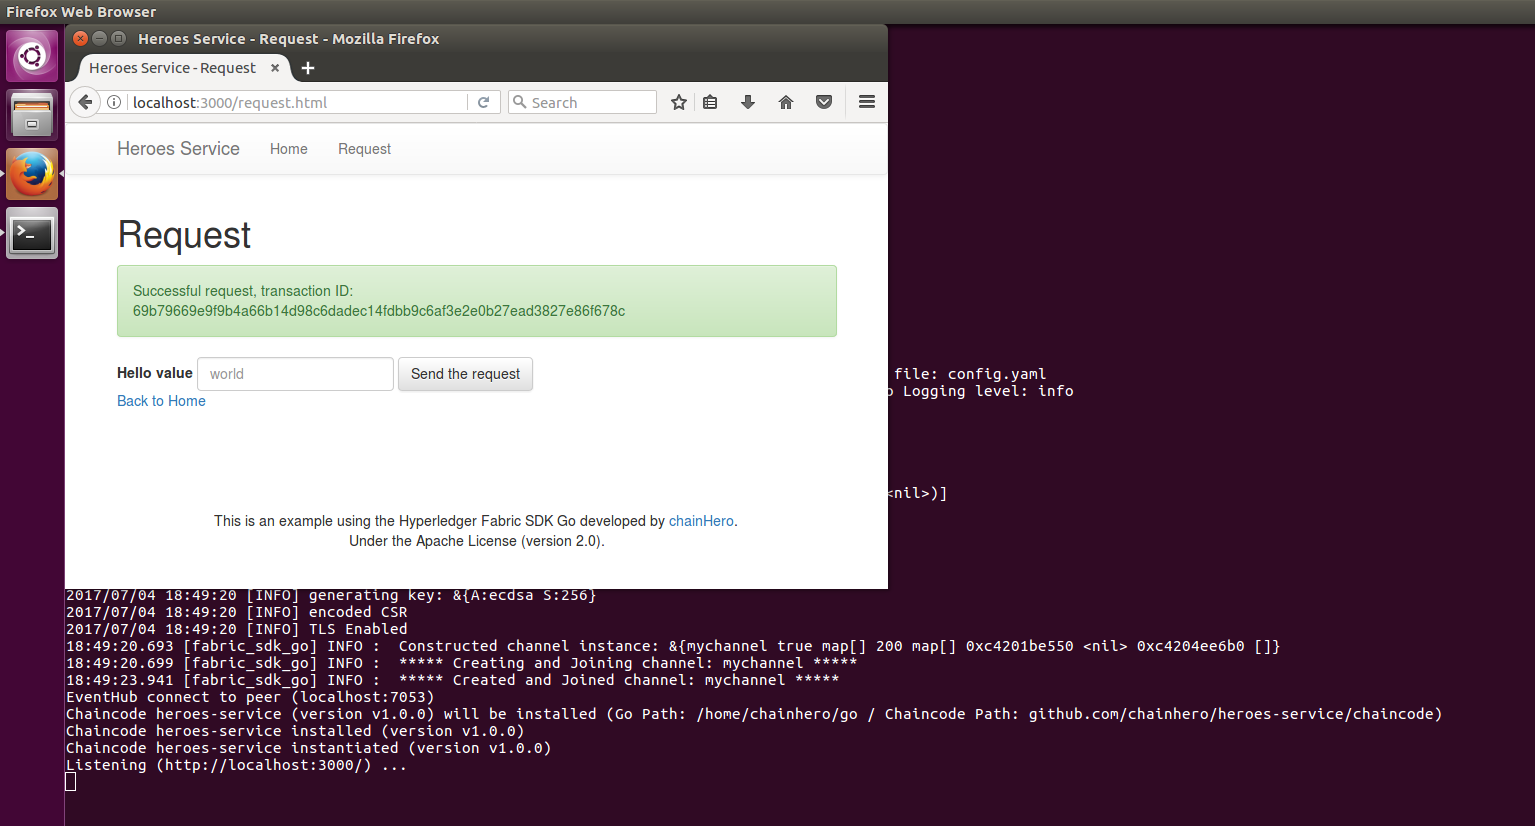 Firefox Web Browser
Heroes Service - Request - Mozilla Firefox
Heroes Service - Request
localhost:3000/request.html
Search
Heroes Service
Home
Request
Request
Successful request, transaction ID:
69b79669e9f9b4a66b14d98c6dadec14fdbb9c6af3e2e0b27ead3827e86f678c
Hello value
world
Send the request
Back to Home
This is an example using the Hyperledger Fabric SDK Go developed by chainHero.
Under the Apache License (version 2.0).
file: config.yaml
Logging level: info
<nil>)]
2017/07/04 18:49:20 [INFO] generating key: &{A:ecdsa S:256}
2017/07/04 18:49:20 [INFO] encoded CSR
2017/07/04 18:49:20 [INFO] TLS Enabled
18:49:20.693 [fabric_sdk_go] INFO :  Constructed channel instance: &{mychannel true map[] 200 map[] 0xc4201be550 <nil> 0xc4204ee6b0 []}
18:49:20.699 [fabric_sdk_go] INFO :  ***** Creating and Joining channel: mychannel *****
18:49:23.941 [fabric_sdk_go] INFO :  ***** Created and Joined channel: mychannel *****
EventHub connect to peer (localhost:7053)
Chaincode heroes-service (version v1.0.0) will be installed (Go Path: /home/chainhero/go / Chaincode Path: github.com/chainhero/heroes-service/chaincode)
Chaincode heroes-service installed (version v1.0.0)
Chaincode heroes-service instantiated (version v1.0.0)
Listening (http://localhost:3000/) ...